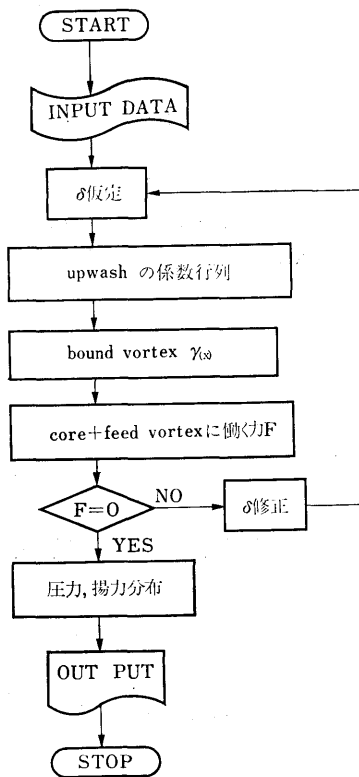 START
INPUT DATA
δ仮定
upwash の係数行列
bound vortex γ(x)
core+feed vortexに働く力F
F=O
NO
δ修正
YES
圧力,揚力分布
OUT PUT
STOP